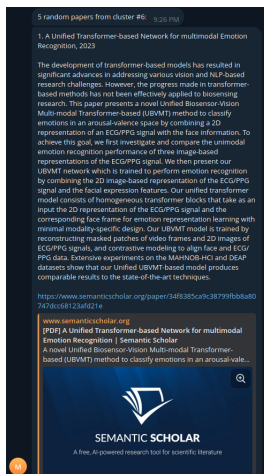 5 random papers from cluster #6: 9:26 PM
1. A Unified Transformer-based Network for multimodal Emotion
Recognition, 2023
The development of transformer-based models has resulted in
significant advances in addressing various vision and NLP-based
research challenges. However, the progress made in transformer-
based methods has not been effectively applied to biosensing
research. This paper presents a novel Unified Biosensor-Vision
Multi-modal Transformer-based (UBVMT) method to classify
emotions in an arousal-valence space by combining a 2D
representation of an ECG/PPG signal with the face information. To
achieve this goal, we first investigate and compare the unimodal
emotion recognition performance of three image-based
representations of the ECG/PPG signal. We then present our
UBVMT network which is trained to perform emotion recognition
by combining the 2D image-based representation of the ECG/PPG
signal and the facial expression features. Our unified transformer
model consists of homogeneous transformer blocks that take as an
input the 2D representation of the ECG/PPG signal and the
corresponding face frame for emotion representation learning with
minimal modality-specific design. Our UBVMT model is trained by
reconstructing masked patches of video frames and 2D images of
ECG/PPG signals, and contrastive modeling to align face and ECG/
PPG data. Extensive experiments on the MAHNOB-HCI and DEAP
datasets show that our Unified UBVMT-based model produces
comparable results to the state-of-the-art techniques.
https://www.semanticscholar.org/paper/34f8385ca9c38799fbb8a80
747dcc68123afd21e
www.semanticscholar.org
[PDF] A Unified Transformer-based Network for multimodal
Emotion Recognition | Semantic Scholar
A novel Unified Biosensor-Vision Multi-modal Transformer-
based (UBVMT) method to classify emotions in an arousal-vale...
SEMANTIC SCHOLAR
A free, AI-powered research tool for scientific literature
M